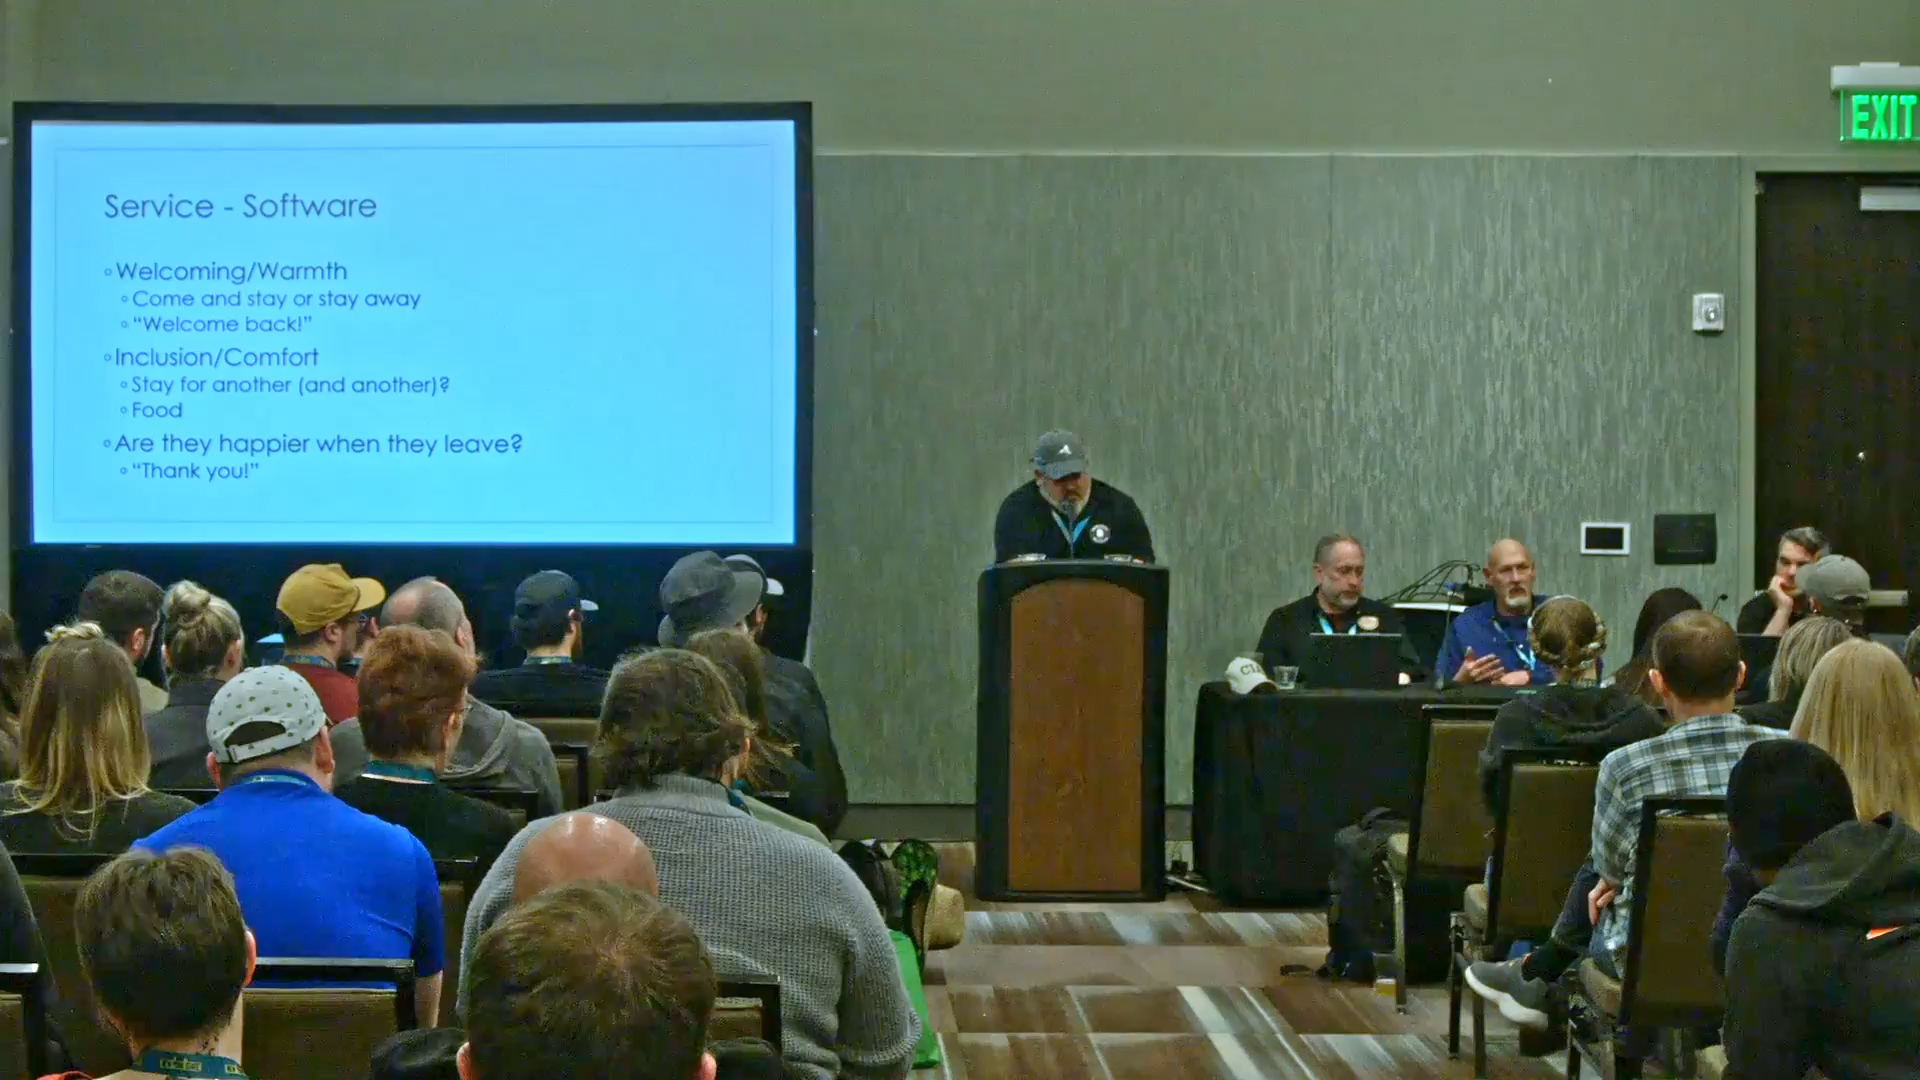 Service - Software
Welcoming/Warmth
Come and stay or stay away
“Welcome back!”
Inclusion/Comfort
Stay for another (and another)?
Food
Are they happier when they leave?
“Thank you!”
EXIT